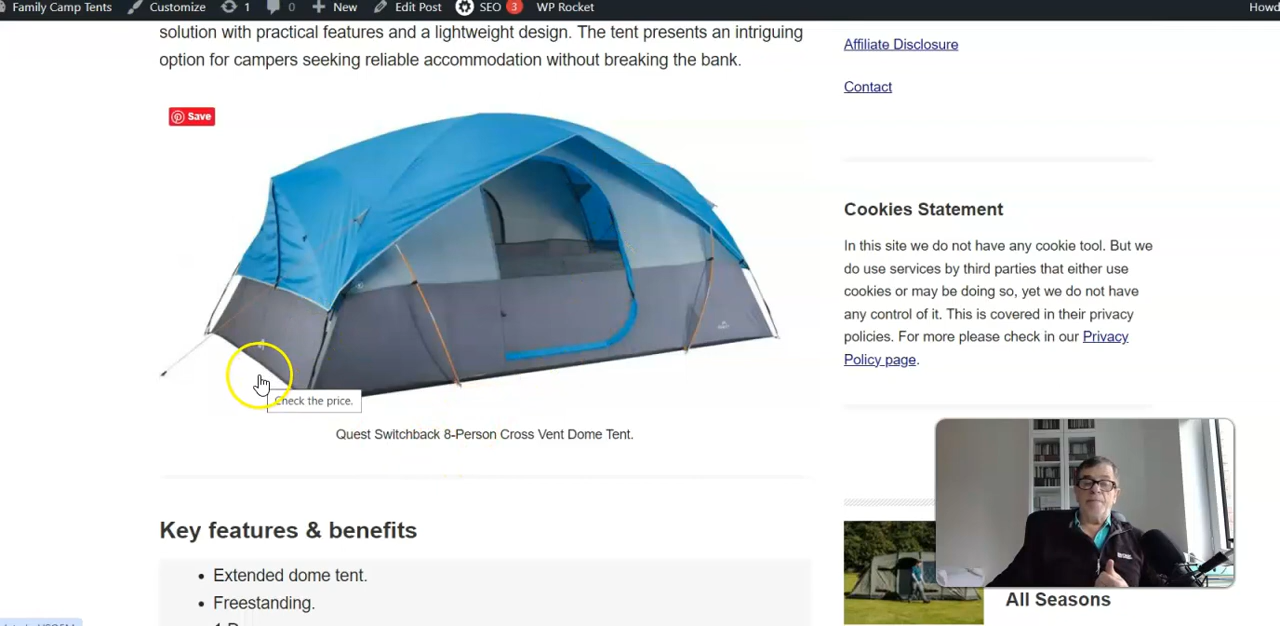 Family Camp Tents Customize 1 0 New Edit Post SEO 3 WP Rocket Howd
solution with practical features and a lightweight design. The tent presents an intriguing
option for campers seeking reliable accommodation without breaking the bank.
Save
Check the price.
Quest Switchback 8-Person Cross Vent Dome Tent.
Key features & benefits
Extended dome tent.
Freestanding.
Affiliate Disclosure
Contact
Cookies Statement
In this site we do not have any cookie tool. But we
do use services by third parties that either use
cookies or may be doing so, yet we do not have
any control of it. This is covered in their privacy
policies. For more please check in our Privacy
Policy page.
All Seasons